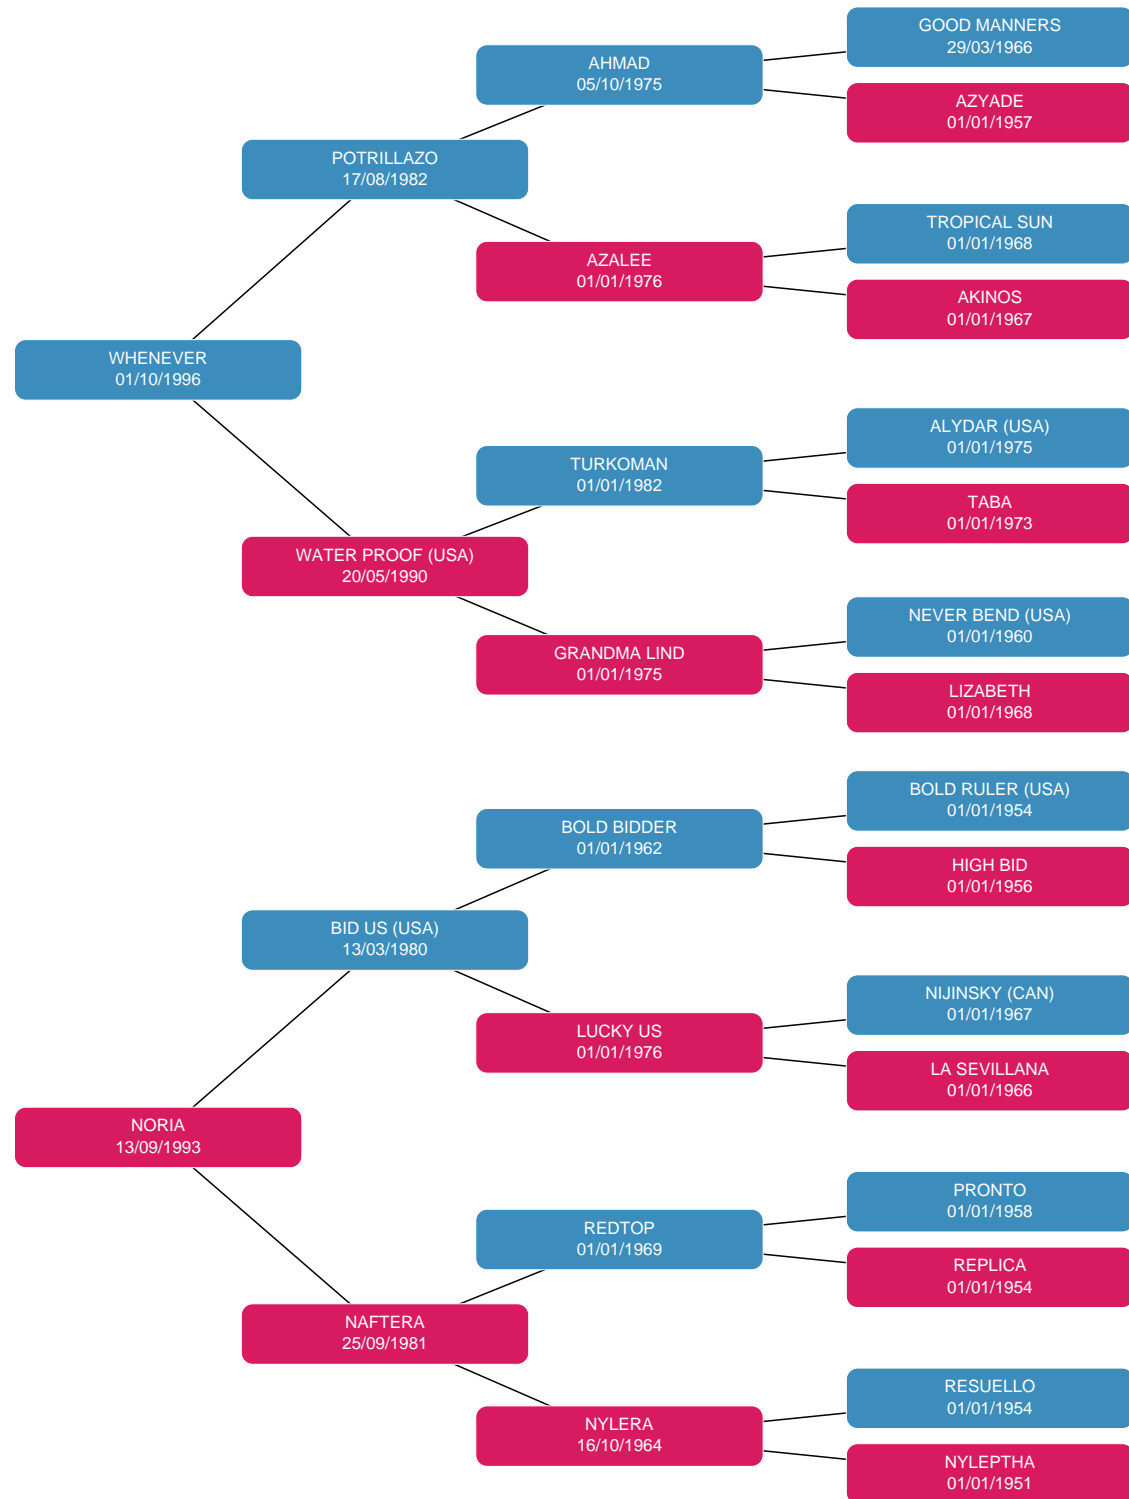 GOOD MANNERS
29/03/1966
AHMAD
05/10/1975
AZYADE
01/01/1957
POTRILLAZO
17/08/1982
TROPICAL SUN
01/01/1968
AZALEE
01/01/1976
AKINOS
01/01/1967
WHENEVER
01/10/1996
ALYDAR (USA)
01/01/1975
TURKOMAN
01/01/1982
TABA
01/01/1973
WATER PROOF (USA)
20/05/1990
NEVER BEND (USA)
01/01/1960
GRANDMA LIND
01/01/1975
LIZABETH
01/01/1968
BOLD RULER (USA)
01/01/1954
BOLD BIDDER
01/01/1962
HIGH BID
01/01/1956
BID US (USA)
13/03/1980
NIJINSKY (CAN)
01/01/1967
LUCKY US
01/01/1976
LA SEVILLANA
01/01/1966
NORIA
13/09/1993
PRONTO
01/01/1958
REDTOP
01/01/1969
REPLICA
01/01/1954
NAFTERA
25/09/1981
RESUELLO
01/01/1954
NYLERA
16/10/1964
NYLEPTHA
01/01/1951